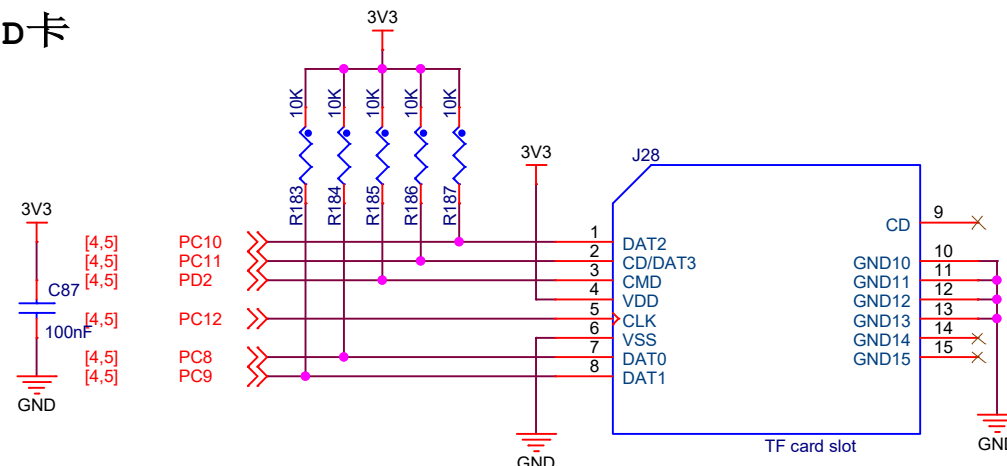 D卡
3V3
10K
10K
10K
10K
10K
R183
R184
R185
R186
R187
3V3
J28
3V3
C87
100nF
GND
[4,5] PC10
[4,5] PC11
[4,5] PD2
[4,5] PC12
[4,5] PC8
[4,5] PC9
1 DAT2
2 CD/DAT3
3 CMD
4 VDD
5 CLK
6 VSS
7 DAT0
8 DAT1
CD 9
GND10 10
GND11 11
GND12 12
GND13 13
GND14 14
GND15 15
TF card slot
GND
GND